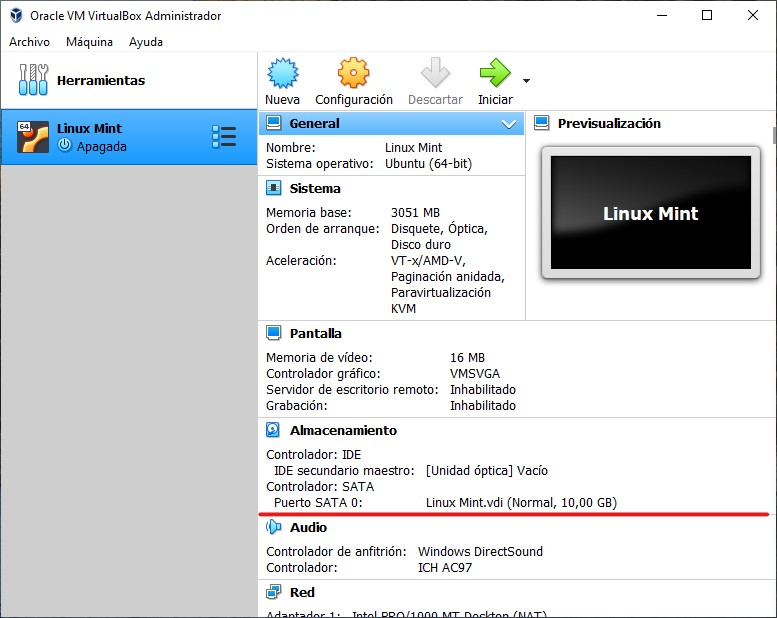 Oracle VM VirtualBox Administrador
Archivo Máquina Ayuda
Herramientas
Nueva Configuración Descartar Iniciar
64
Linux Mint
Apagada
General
Nombre: Linux Mint
Sistema operativo: Ubuntu (64-bit)
Previsualización
Linux Mint
Sistema
Memoria base: 3051 MB
Orden de arranque: Disquete, Óptica,
Disco duro
Aceleración: VT-x/AMD-V,
Paginación anidada,
Paravirtualización
KVM
Pantalla
Memoria de vídeo: 16 MB
Controlador gráfico: VMSVGA
Servidor de escritorio remoto: Inhabilitado
Grabación: Inhabilitado
Almacenamiento
Controlador: IDE
IDE secundario maestro: [Unidad óptica] Vacío
Controlador: SATA
Puerto SATA 0: Linux Mint.vdi (Normal, 10,00 GB)
Audio
Controlador de anfitrión: Windows DirectSound
Controlador: ICH AC97
Red
Adaptador 1: Intel PRO/1000 MT Desktop (NAT)